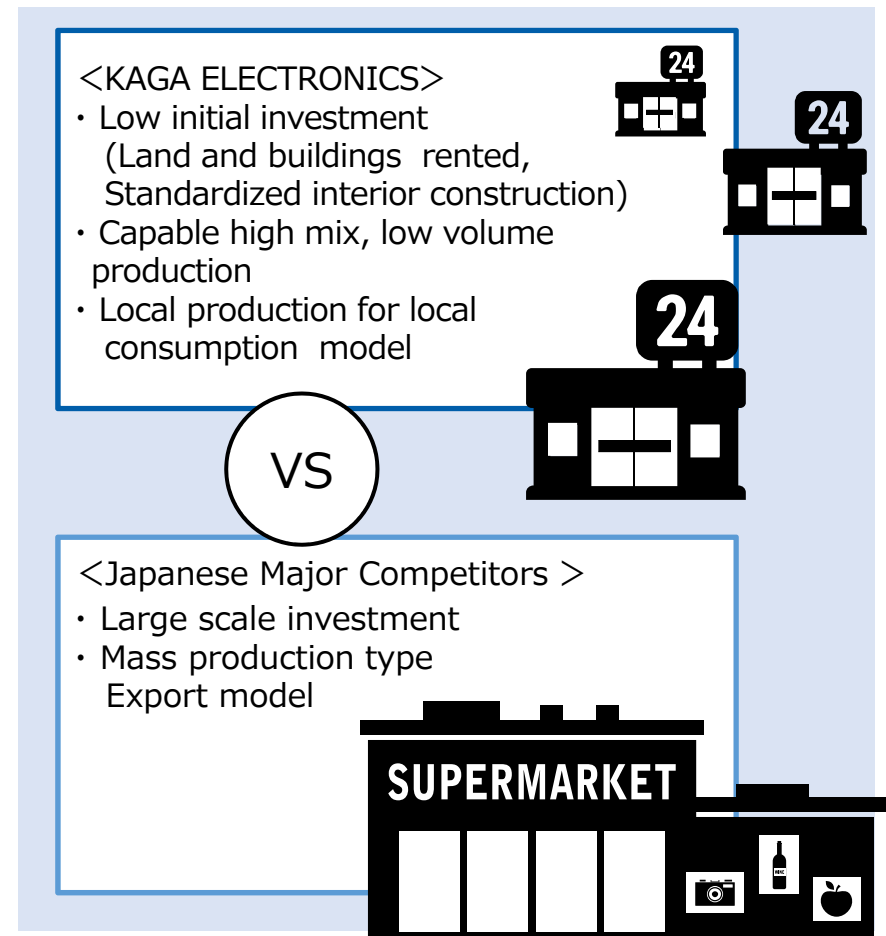 ＜KAGA ELECTRONICS＞
・Low initial investment
(Land and buildings rented,
Standardized interior construction)
・Capable high mix, low volume
production
・Local production for local
consumption model
24
24
24
VS
＜Japanese Major Competitors ＞
・Large scale investment
・Mass production type
Export model
SUPERMARKET
WINE